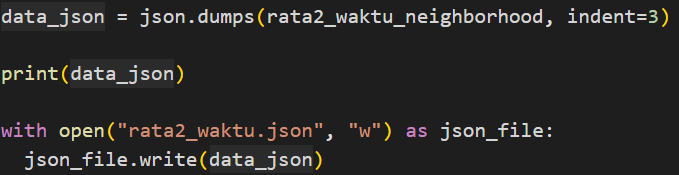 data_json = json.dumps(rata2_waktu_neighborhood, indent=3)
print(data_json)
with open("rata2_waktu.json", "w") as json_file:
json_file.write(data_json)